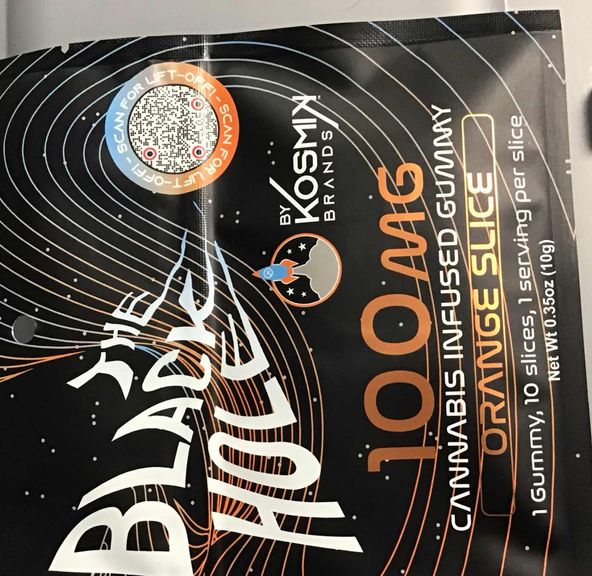 SCAN FOR LIFT-OFF! - SCAN FOR LIFT-OFF! -
THE
BLACK
HOLE
BY
KOSMIK
BRANDS
100MG
CANNABIS INFUSED GUMMY
ORANGE SLICE
1 Gummy, 10 slices, 1 serving per slice
Net Wt 0.35oz (10g)